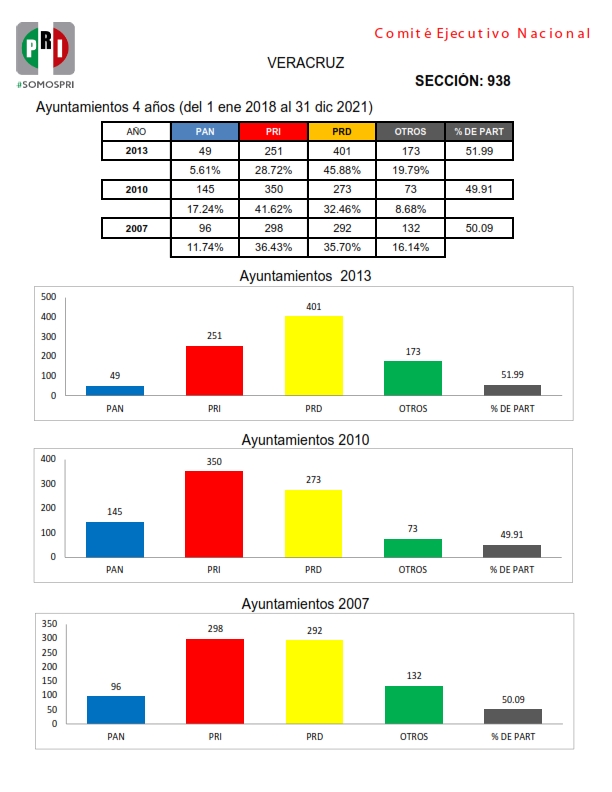 Comité Ejecutivo Nacional
PRI
#SOMOSPRI
VERACRUZ
SECCIÓN: 938
Ayuntamientos 4 años (del 1 ene 2018 al 31 dic 2021)
AÑO PAN PRI PRD OTROS % DE PART
2013 49 251 401 173 51.99
5.61% 28.72% 45.88% 19.79%
2010 145 350 273 73 49.91
17.24% 41.62% 32.46% 8.68%
2007 96 298 292 132 50.09
11.74% 36.43% 35.70% 16.14%
Ayuntamientos 2013
500
400
300
200
100
0
49 251 401 173 51.99
PAN PRI PRD OTROS % DE PART
Ayuntamientos 2010
400
300
200
100
0
145 350 273 73 49.91
PAN PRI PRD OTROS % DE PART
Ayuntamientos 2007
350
300
250
200
150
100
50
0
96 298 292 132 50.09
PAN PRI PRD OTROS % DE PART